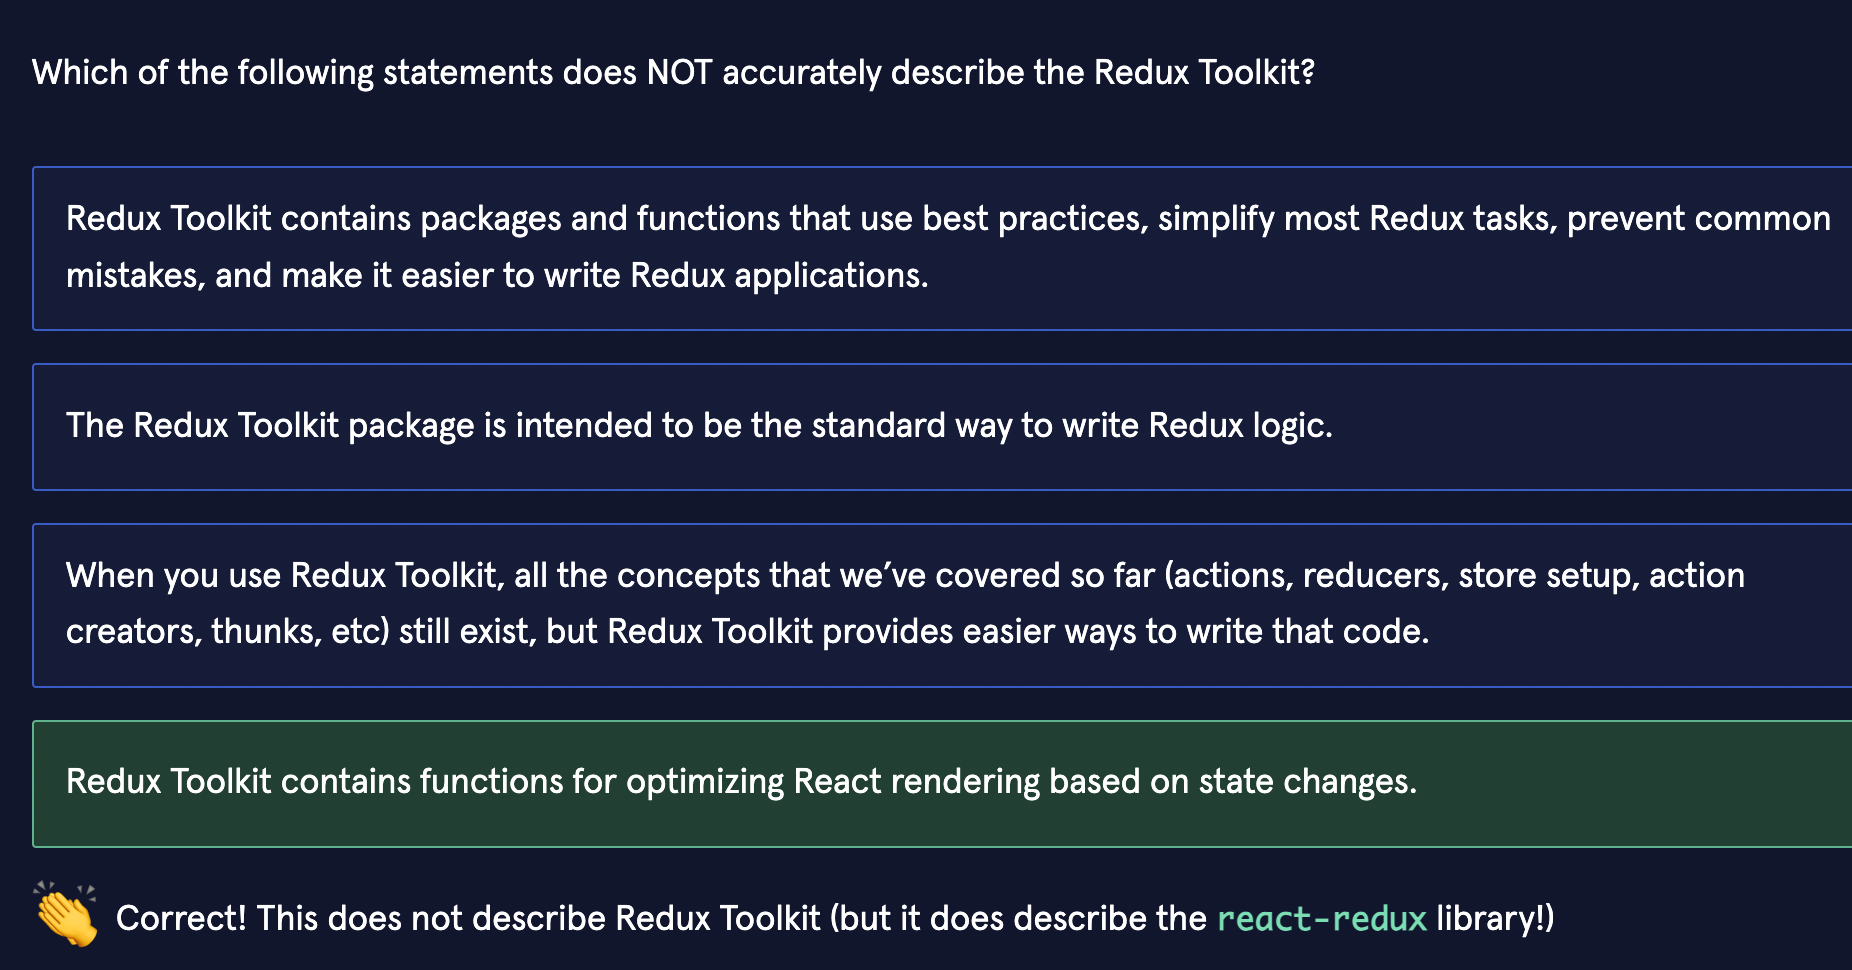 Which of the following statements does NOT accurately describe the Redux Toolkit?
Redux Toolkit contains packages and functions that use best practices, simplify most Redux tasks, prevent common
mistakes, and make it easier to write Redux applications.
The Redux Toolkit package is intended to be the standard way to write Redux logic.
When you use Redux Toolkit, all the concepts that we’ve covered so far (actions, reducers, store setup, action
creators, thunks, etc) still exist, but Redux Toolkit provides easier ways to write that code.
Redux Toolkit contains functions for optimizing React rendering based on state changes.
Correct! This does not describe Redux Toolkit (but it does describe the react-redux library!)